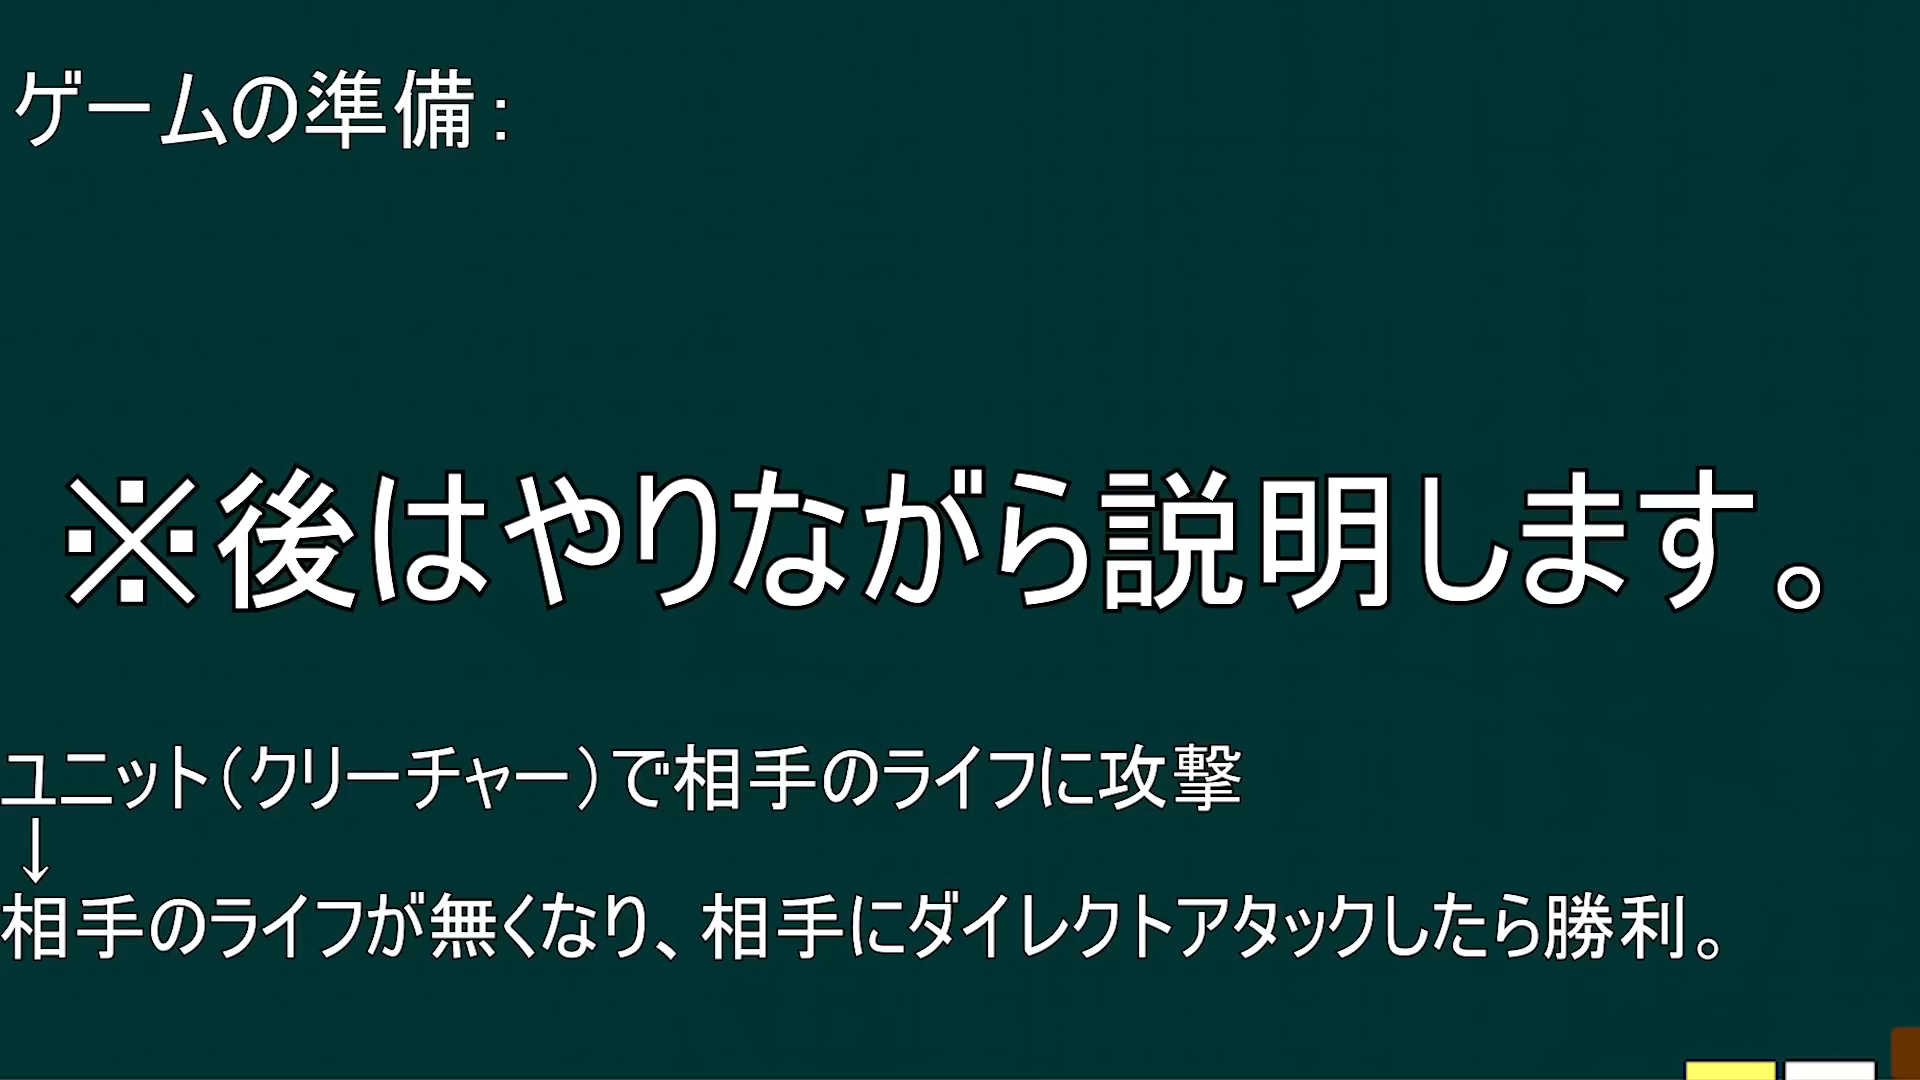 ゲームの準備：
※後はやりながら説明します。
ユニット（クリーチャー）で相手のライフに攻撃
↓
相手のライフが無くなり、相手にダイレクトアタックしたら勝利。